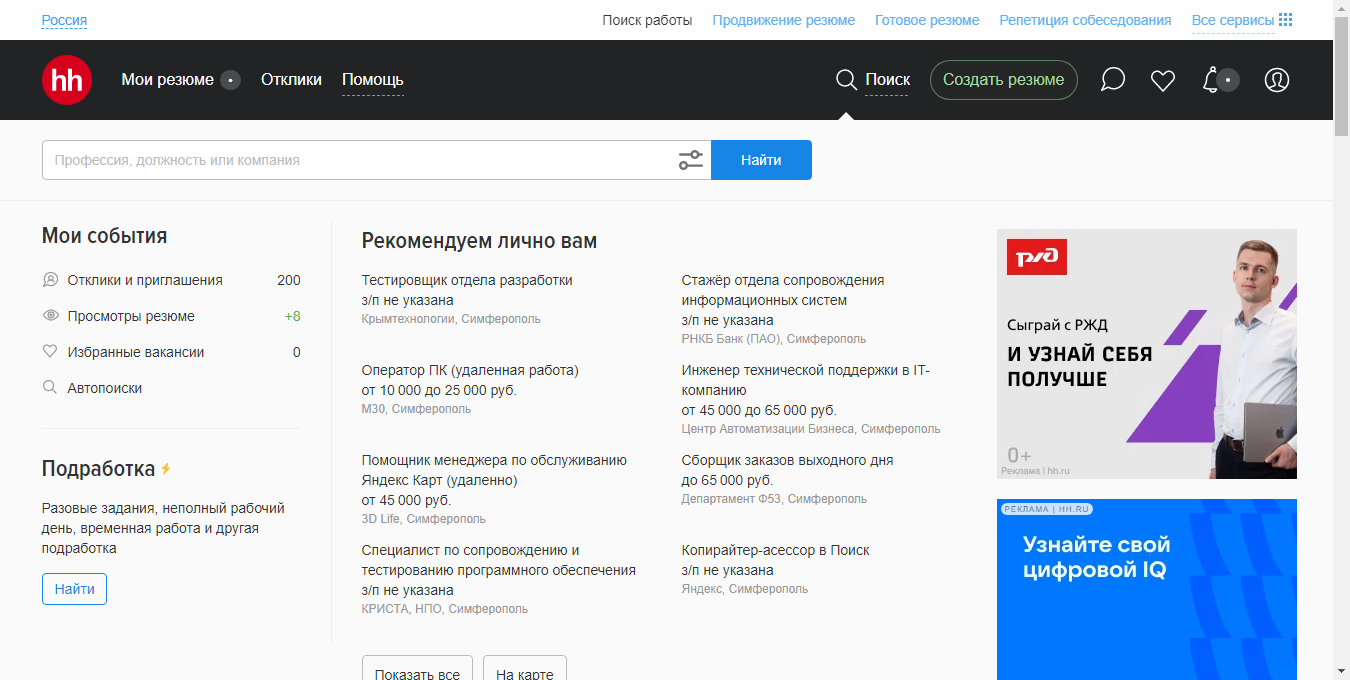 Россия
Поиск работы
Продвижение резюме
Готовое резюме
Репетиция собеседования
Все сервисы
hh
Мои резюме
Отклики
Помощь
Поиск
Создать резюме
Профессия, должность или компания
Найти
Мои события
Отклики и приглашения 200
Просмотры резюме +8
Избранные вакансии 0
Автопоиски
Подработка
Разовые задания, неполный рабочий
день, временная работа и другая
подработка
Найти
Рекомендуем лично вам
Тестировщик отдела разработки
з/п не указана
Крымтехнологии, Симферополь
Стажёр отдела сопровождения
информационных систем
з/п не указана
РНКБ Банк (ПАО), Симферополь
Оператор ПК (удаленная работа)
от 10 000 до 25 000 руб.
М30, Симферополь
Инженер технической поддержки в IT-
компанию
от 45 000 до 65 000 руб.
Центр Автоматизации Бизнеса, Симферополь
Помощник менеджера по обслуживанию
Яндекс Карт (удаленно)
от 45 000 руб.
3D Life, Симферополь
Сборщик заказов выходного дня
до 65 000 руб.
Департамент Ф53, Симферополь
Специалист по сопровождению и
тестированию программного обеспечения
з/п не указана
КРИСТА, НПО, Симферополь
Копирайтер-асессор в Поиск
з/п не указана
Яндекс, Симферополь
Показать все
На карте
ржд
Сыграй с РЖД
И УЗНАЙ СЕБЯ
ПОЛУЧШЕ
0+
Реклама | hh.ru
РЕКЛАМА | HH.RU
Узнайте свой
цифровой IQ